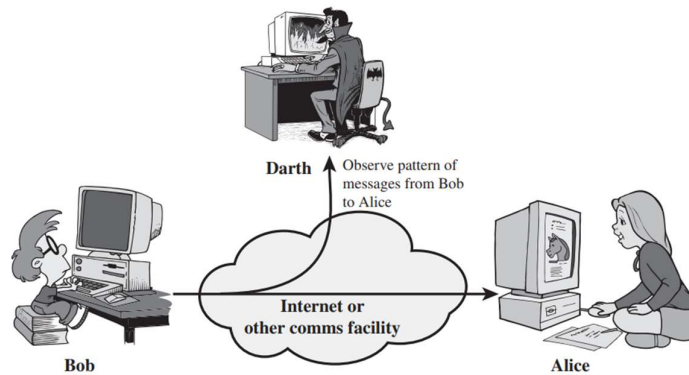 Darth
Observe pattern of
messages from Bob
to Alice
Internet or
other comms facility
Bob
Alice